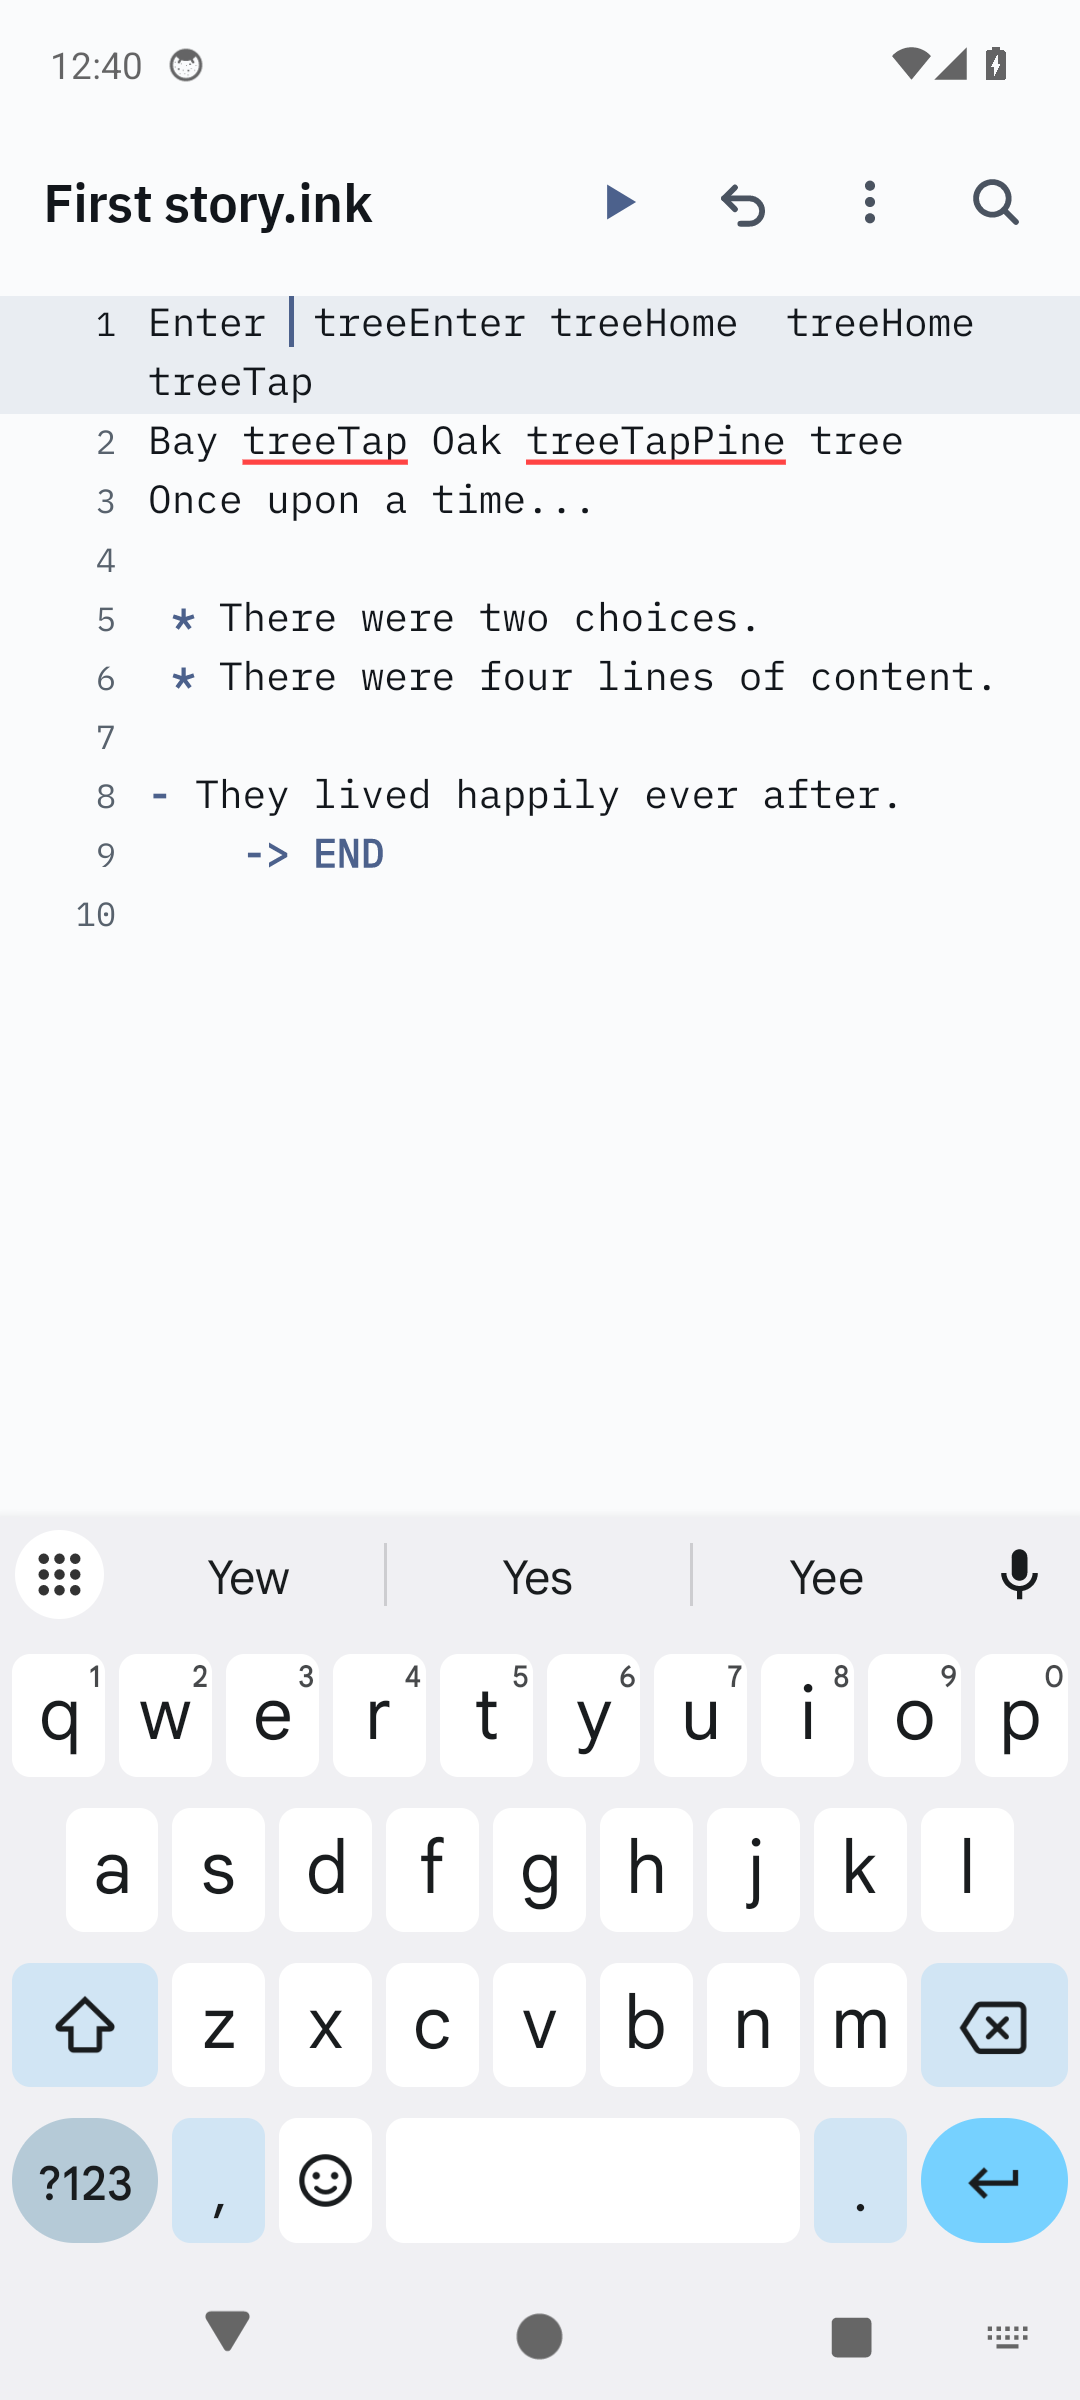 12:40
First story.ink
1 Enter  treeEnter treeHome  treeHome
treeTap
2 Bay treeTap Oak treeTapPine tree
3 Once upon a time...
4
5 * There were two choices.
6 * There were four lines of content.
7
8 - They lived happily ever after.
9 -> END
10
Yew Yes Yee
1 2 3 4 5 6 7 8 9 0
q w e r t y u i o p
a s d f g h j k l
z x c v b n m
?123 , .